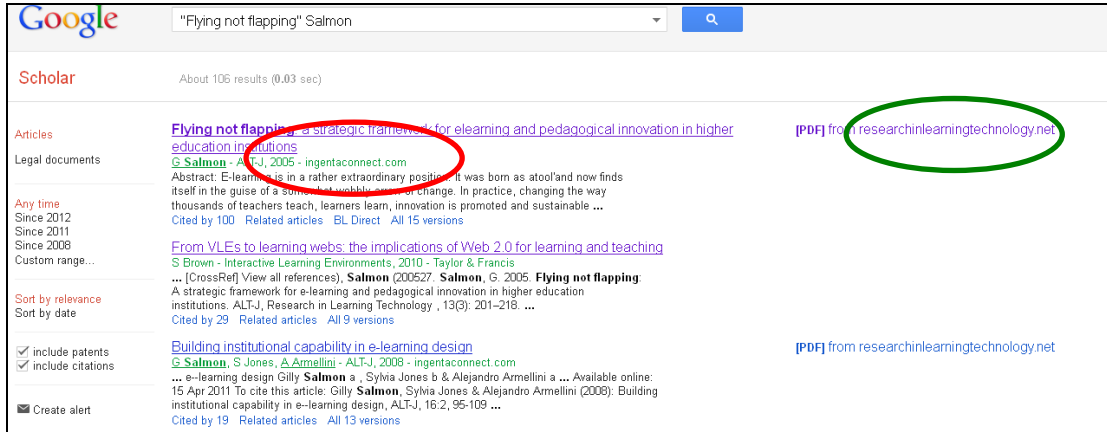 Google
"Flying not flapping" Salmon
Scholar
About 106 results (0.03 sec)
Articles
Legal documents
Any time
Since 2012
Since 2011
Since 2008
Custom range...
Sort by relevance
Sort by date
include patents
include citations
Create alert
Flying not flapping: a strategic framework for elearning and pedagogical innovation in higher
education institutions
G Salmon - ALT-J, 2005 - ingentaconnect.com
Abstract: E-learning is in a rather extraordinary position. It was born as atool'and now finds
itself in the guise of a somewhat wobbly arrow of change. In practice, changing the way
thousands of teachers teach, learners learn, innovation is promoted and sustainable ...
Cited by 100 Related articles BL Direct All 15 versions
[PDF] from researchinlearningtechnology.net
From VLEs to learning webs: the implications of Web 2.0 for learning and teaching
S Brown - Interactive Learning Environments, 2010 - Taylor & Francis
... [CrossRef] View all references), Salmon (200527. Salmon, G. 2005. Flying not flapping:
A strategic framework for e-learning and pedagogical innovation in higher education
institutions. ALT-J, Research in Learning Technology , 13(3): 201–218. ...
Cited by 29 Related articles All 9 versions
Building institutional capability in e-learning design
G Salmon, S Jones, A Armellini - ALT-J, 2008 - ingentaconnect.com
... e--learning design Gilly Salmon a , Sylvia Jones b & Alejandro Armellini a ... Available online:
15 Apr 2011 To cite this article: Gilly Salmon, Sylvia Jones & Alejandro Armellini (2008): Building
institutional capability in e--learning design, ALT-J, 16:2, 95-109 ...
Cited by 19 Related articles All 13 versions
[PDF] from researchinlearningtechnology.net